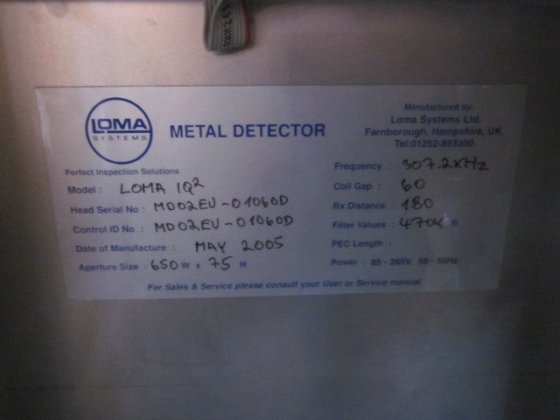 LOMA
SYSTEMS
METAL DETECTOR
Manufactured by:
Loma Systems Ltd.
Farnborough, Hampshire, UK
Tel:01252-893300
Perfect Inspection Solutions
Model : LOMA IQ2
Head Serial No : MD02EU-01060D
Control ID No : MD02EU-01060D
Date of Manufacture : MAY 2005
Aperture Size : 650 W x 75 H
Frequency : 307.2KHz
Coil Gap : 60
Rx Distance : 180
Filter Values : R
PEC Length :
Power : 85 - 265V, 50 - 60Hz
For Sales & Service please consult your User or Service manual